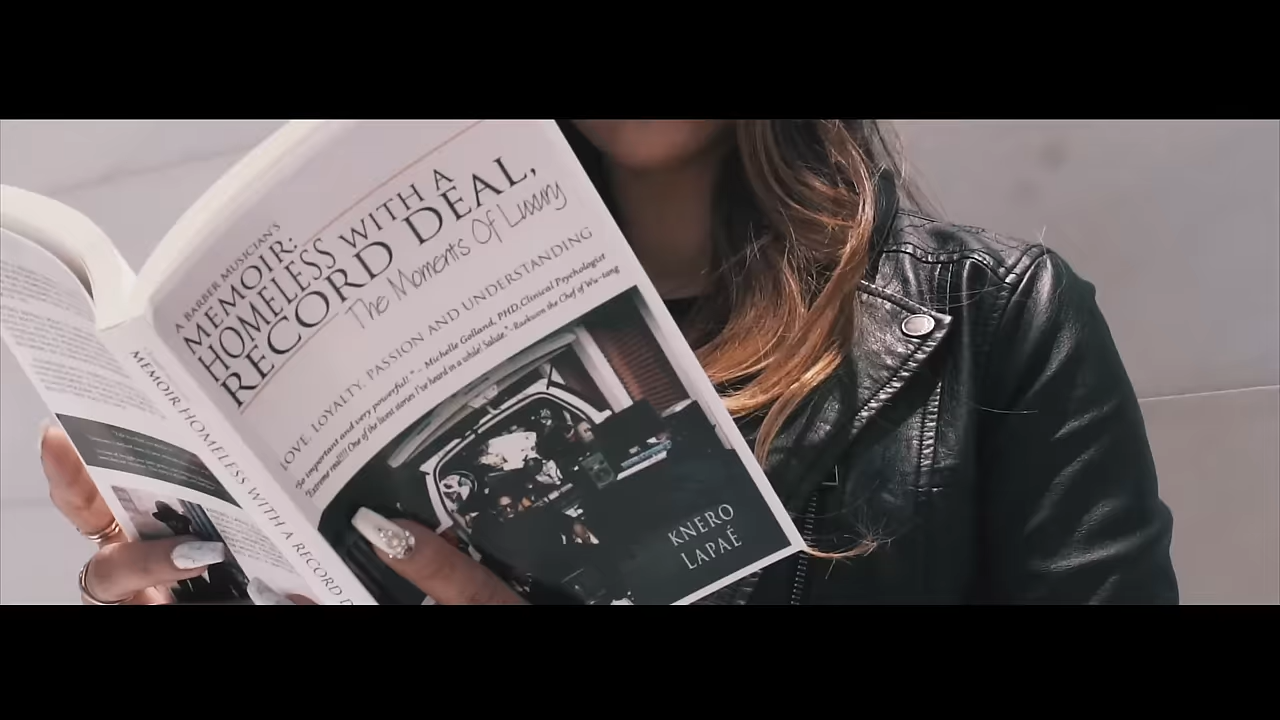 A BARBER MUSICIAN'S
MEMOIR:
HOMELESS WITH A
RECORD DEAL,
The Moments Of Luxury
LOVE, LOYALTY, PASSION AND UNDERSTANDING
"So important and very powerful!." - Michelle Golland, PHD,Clinical Psychologist
"Extreme real!!!! One of the livest stories I've heard in a while! Salute." -Raekwon the Chef of Wu-tang
KNERO
LAPAÉ
MEMOIR HOMELESS WITH A RECORD D